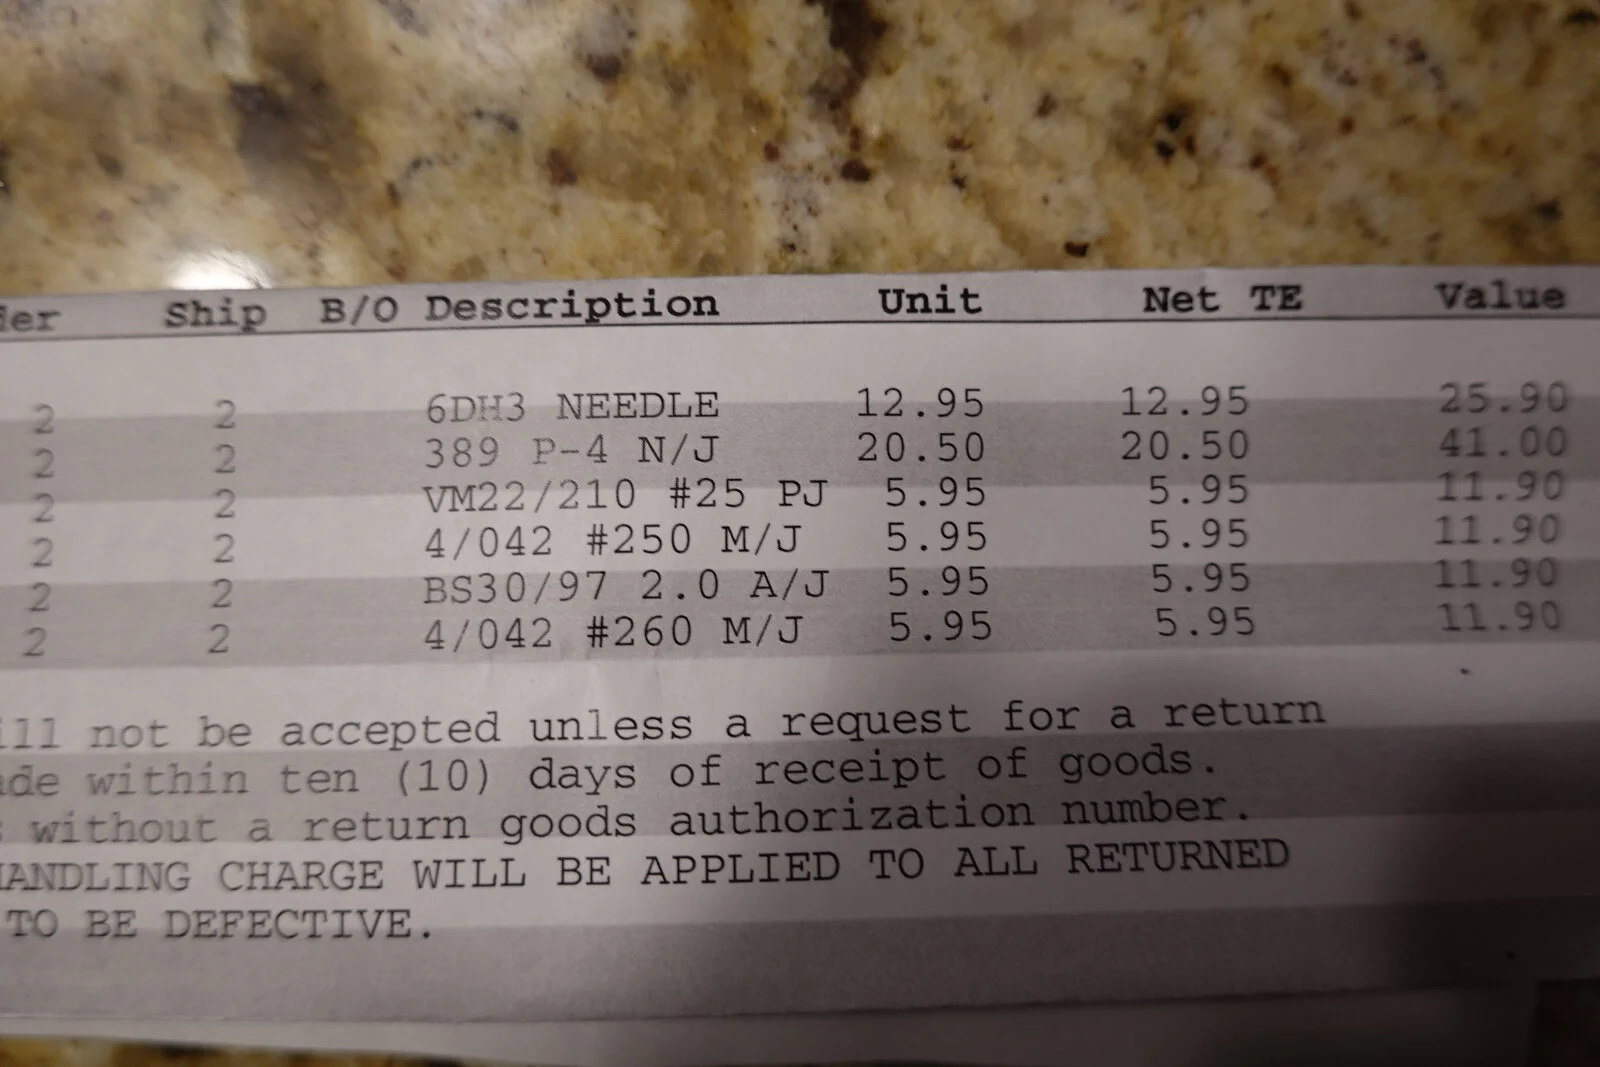 der Ship B/O Description Unit Net TE Value
2 2 6DH3 NEEDLE 12.95 12.95 25.90
2 2 389 P-4 N/J 20.50 20.50 41.00
2 2 VM22/210 #25 PJ 5.95 5.95 11.90
2 2 4/042 #250 M/J 5.95 5.95 11.90
2 2 BS30/97 2.0 A/J 5.95 5.95 11.90
2 2 4/042 #260 M/J 5.95 5.95 11.90
ill not be accepted unless a request for a return
ade within ten (10) days of receipt of goods.
s without a return goods authorization number.
HANDLING CHARGE WILL BE APPLIED TO ALL RETURNED
TO BE DEFECTIVE.